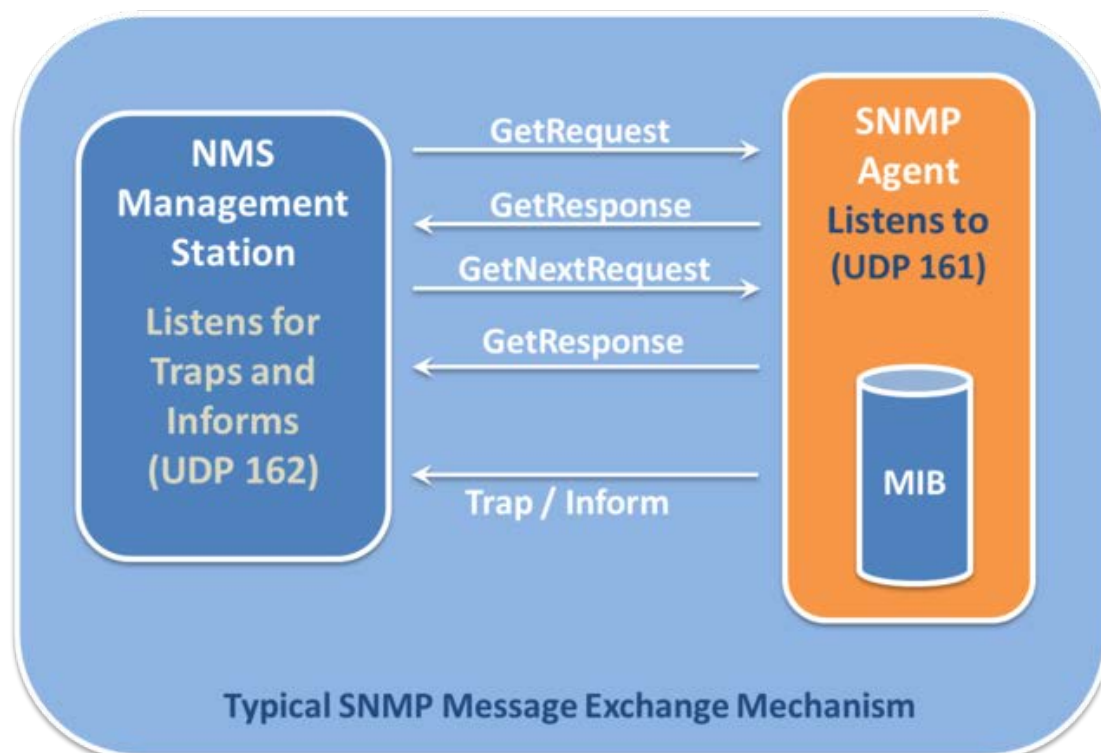 NMS
Management
Station
Listens for
Traps and
Informs
(UDP 162)
GetRequest
GetResponse
GetNextRequest
GetResponse
Trap / Inform
SNMP
Agent
Listens to
(UDP 161)
MIB
Typical SNMP Message Exchange Mechanism